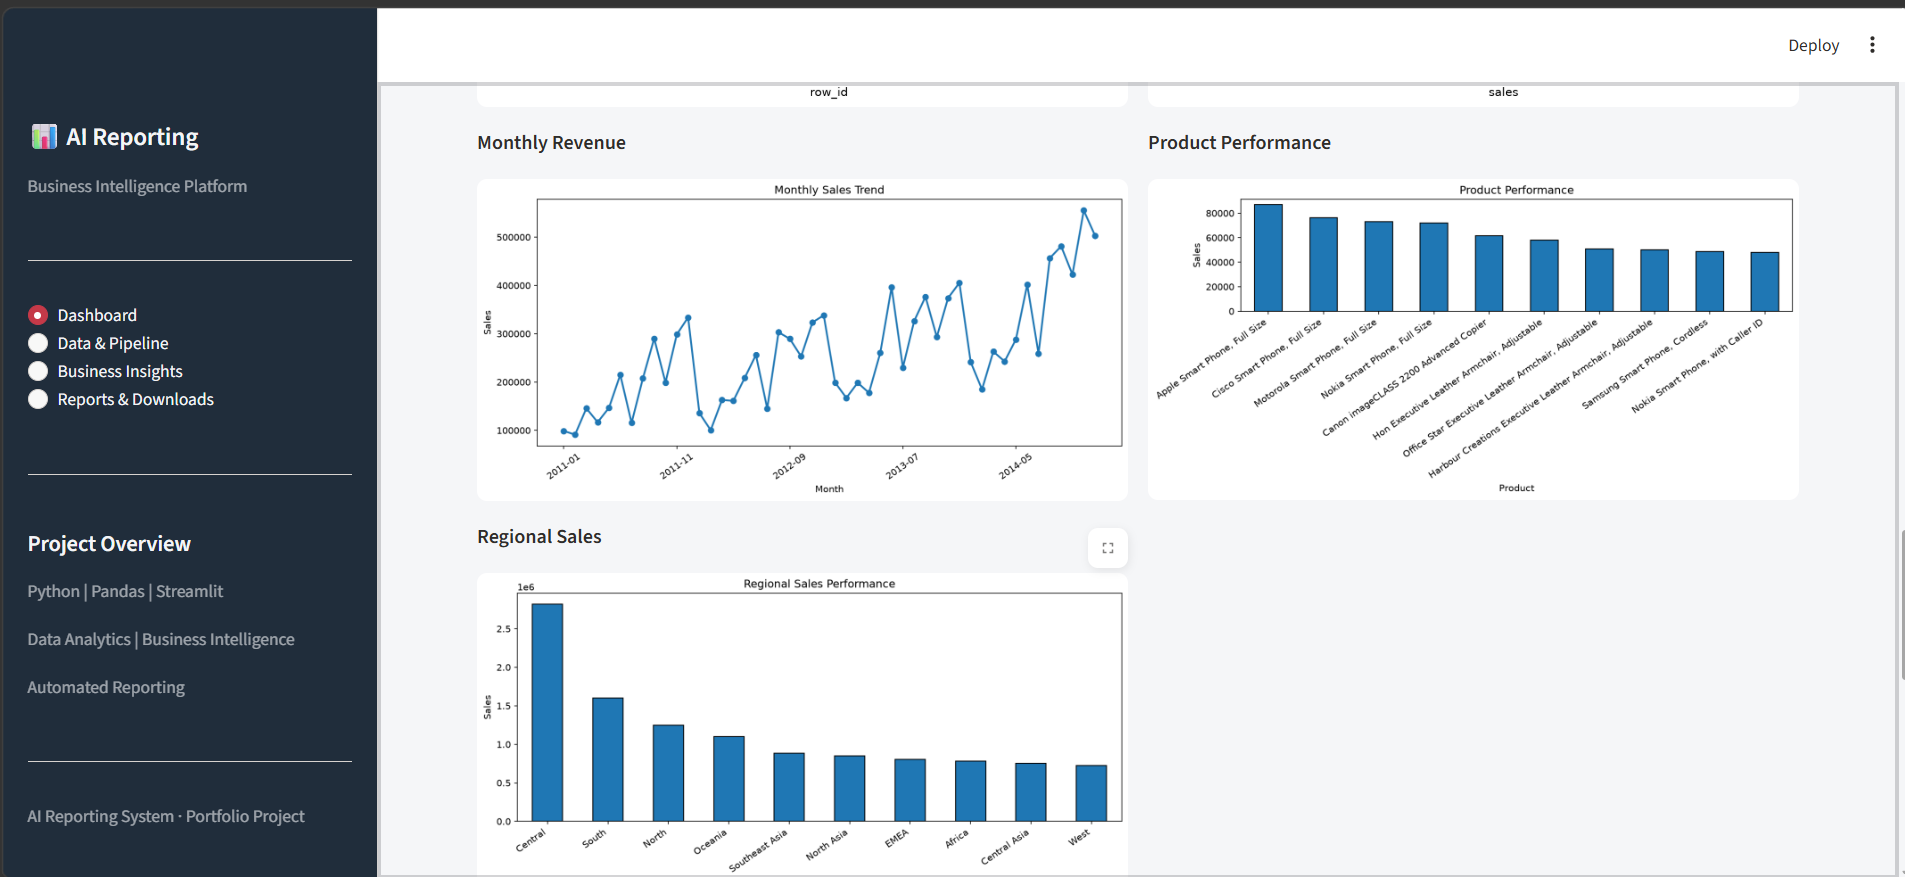 Deploy
AI Reporting
Business Intelligence Platform
Dashboard
Data & Pipeline
Business Insights
Reports & Downloads
Project Overview
Python | Pandas | Streamlit
Data Analytics | Business Intelligence
Automated Reporting
AI Reporting System · Portfolio Project
row_id
sales
Monthly Revenue
Monthly Sales Trend
500000
400000
300000
200000
100000
Sales
2011-01
2011-11
2012-09
2013-07
2014-05
Month
Product Performance
Product Performance
80000
60000
40000
20000
0
Sales
Apple Smart Phone, Full Size
Cisco Smart Phone, Full Size
Motorola Smart Phone, Full Size
Nokia Smart Phone, Full Size
Canon imageCLASS 2200 Advanced Copier
Hon Executive Leather Armchair, Adjustable
Office Star Executive Leather Armchair, Adjustable
Harbour Creations Executive Leather Armchair, Adjustable
Samsung Smart Phone, Cordless
Nokia Smart Phone, with Caller ID
Product
Regional Sales
Regional Sales Performance
1e6
2.5
2.0
1.5
1.0
0.5
0.0
Sales
Central
South
North
Oceania
Southeast Asia
North Asia
EMEA
Africa
Central Asia
West